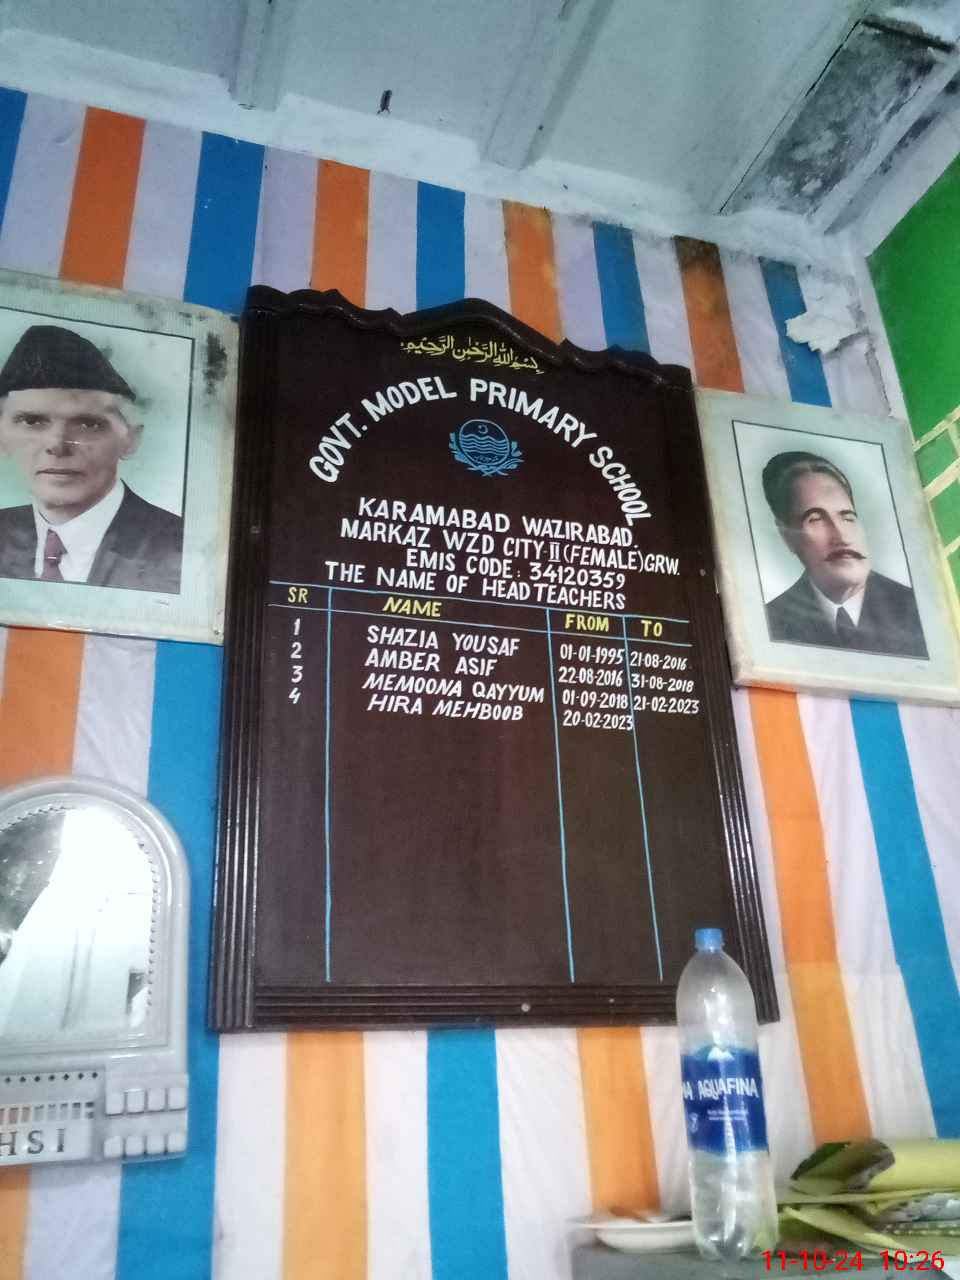 بسم الله الرحمن الرحيم
GOVT. MODEL PRIMARY SCHOOL
KARAMABAD WAZIRABAD.
MARKAZ WZD CITY-II (FEMALE) GRW.
EMIS CODE: 34120359
THE NAME OF HEAD TEACHERS
SR NAME FROM TO
1 SHAZIA YOUSAF 01-01-1995 21-08-2016
2 AMBER ASIF 22-08-2016 31-08-2018
3 MEMOONA QAYYUM 01-09-2018 21-02-2023
4 HIRA MEHBOOB 20-02-2023
AQUAFINA
HSI
11-10-24 10:26